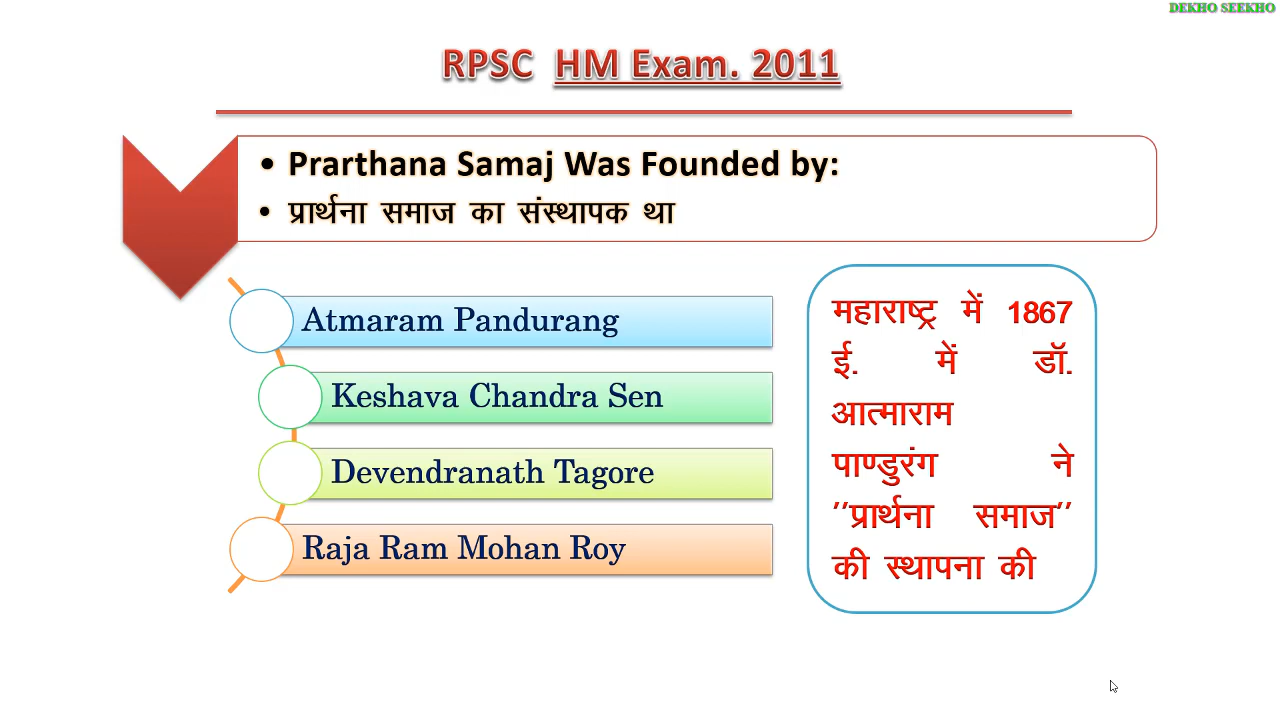 DEKHO SEEKHO
RPSC HM Exam. 2011
• Prarthana Samaj Was Founded by:
• प्रार्थना समाज का संस्थापक था
Atmaram Pandurang
Keshava Chandra Sen
Devendranath Tagore
Raja Ram Mohan Roy
महाराष्ट्र में 1867
ई. में डॉ.
आत्माराम
पाण्डुरंग ने
’’प्रार्थना समाज’’
की स्थापना की